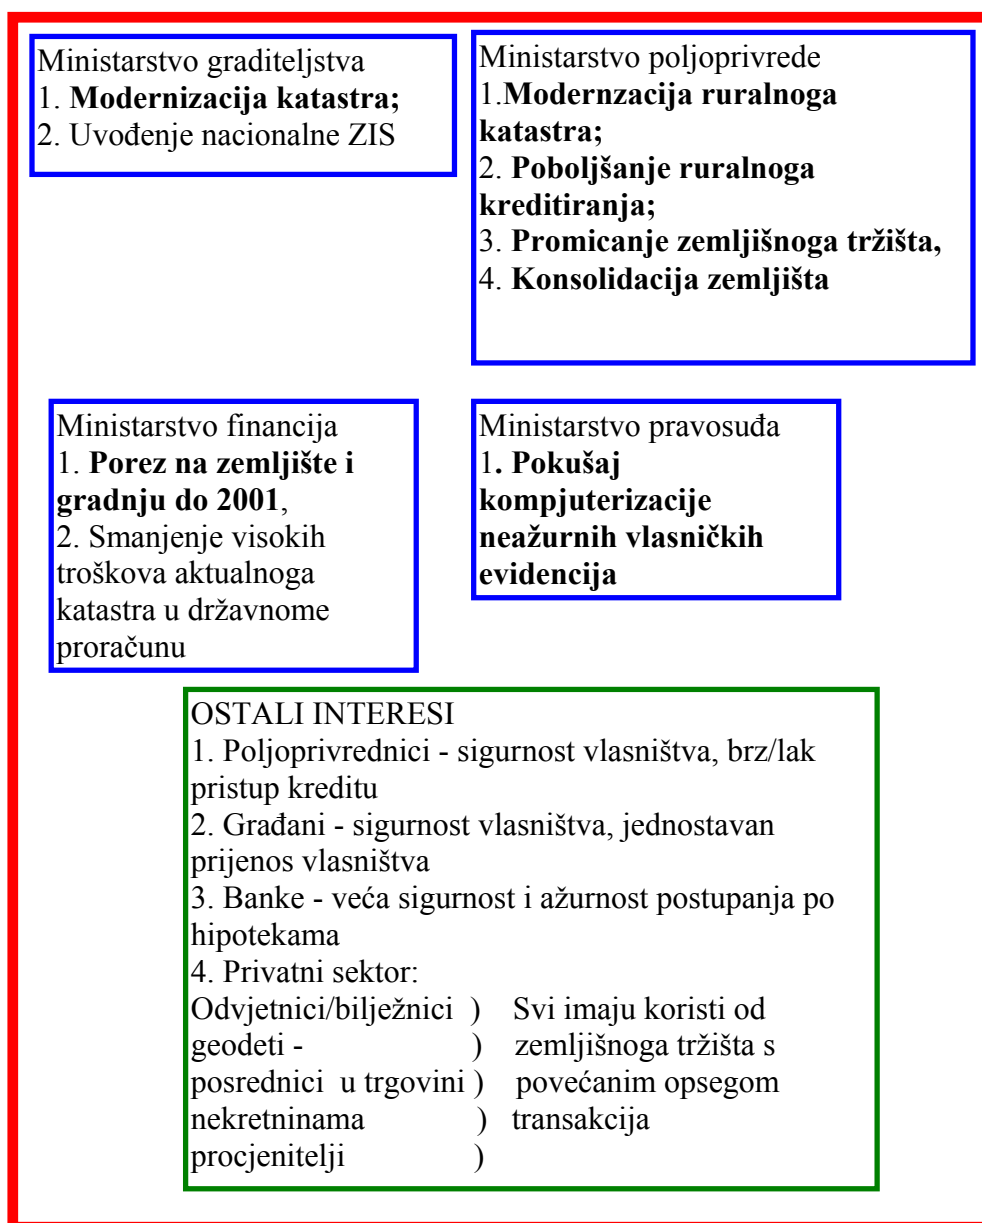 Ministarstvo graditeljstva
1. Modernizacija katastra;
2. Uvođenje nacionalne ZIS
Ministarstvo poljoprivrede
1.Modernzacija ruralnoga
katastra;
2. Poboljšanje ruralnoga
kreditiranja;
3. Promicanje zemljišnoga tržišta,
4. Konsolidacija zemljišta
Ministarstvo financija
1. Porez na zemljište i
gradnju do 2001,
2. Smanjenje visokih
troškova aktualnoga
katastra u državnome
proračunu
Ministarstvo pravosuđa
1. Pokušaj
kompjuterizacije
neažurnih vlasničkih
evidencija
OSTALI INTERESI
1. Poljoprivrednici - sigurnost vlasništva, brz/lak
pristup kreditu
2. Građani - sigurnost vlasništva, jednostavan
prijenos vlasništva
3. Banke - veća sigurnost i ažurnost postupanja po
hipotekama
4. Privatni sektor:
Odvjetnici/bilježnici ) Svi imaju koristi od
geodeti - ) zemljišnoga tržišta s
posrednici u trgovini ) povećanim opsegom
nekretninama ) transakcija
procjenitelji )